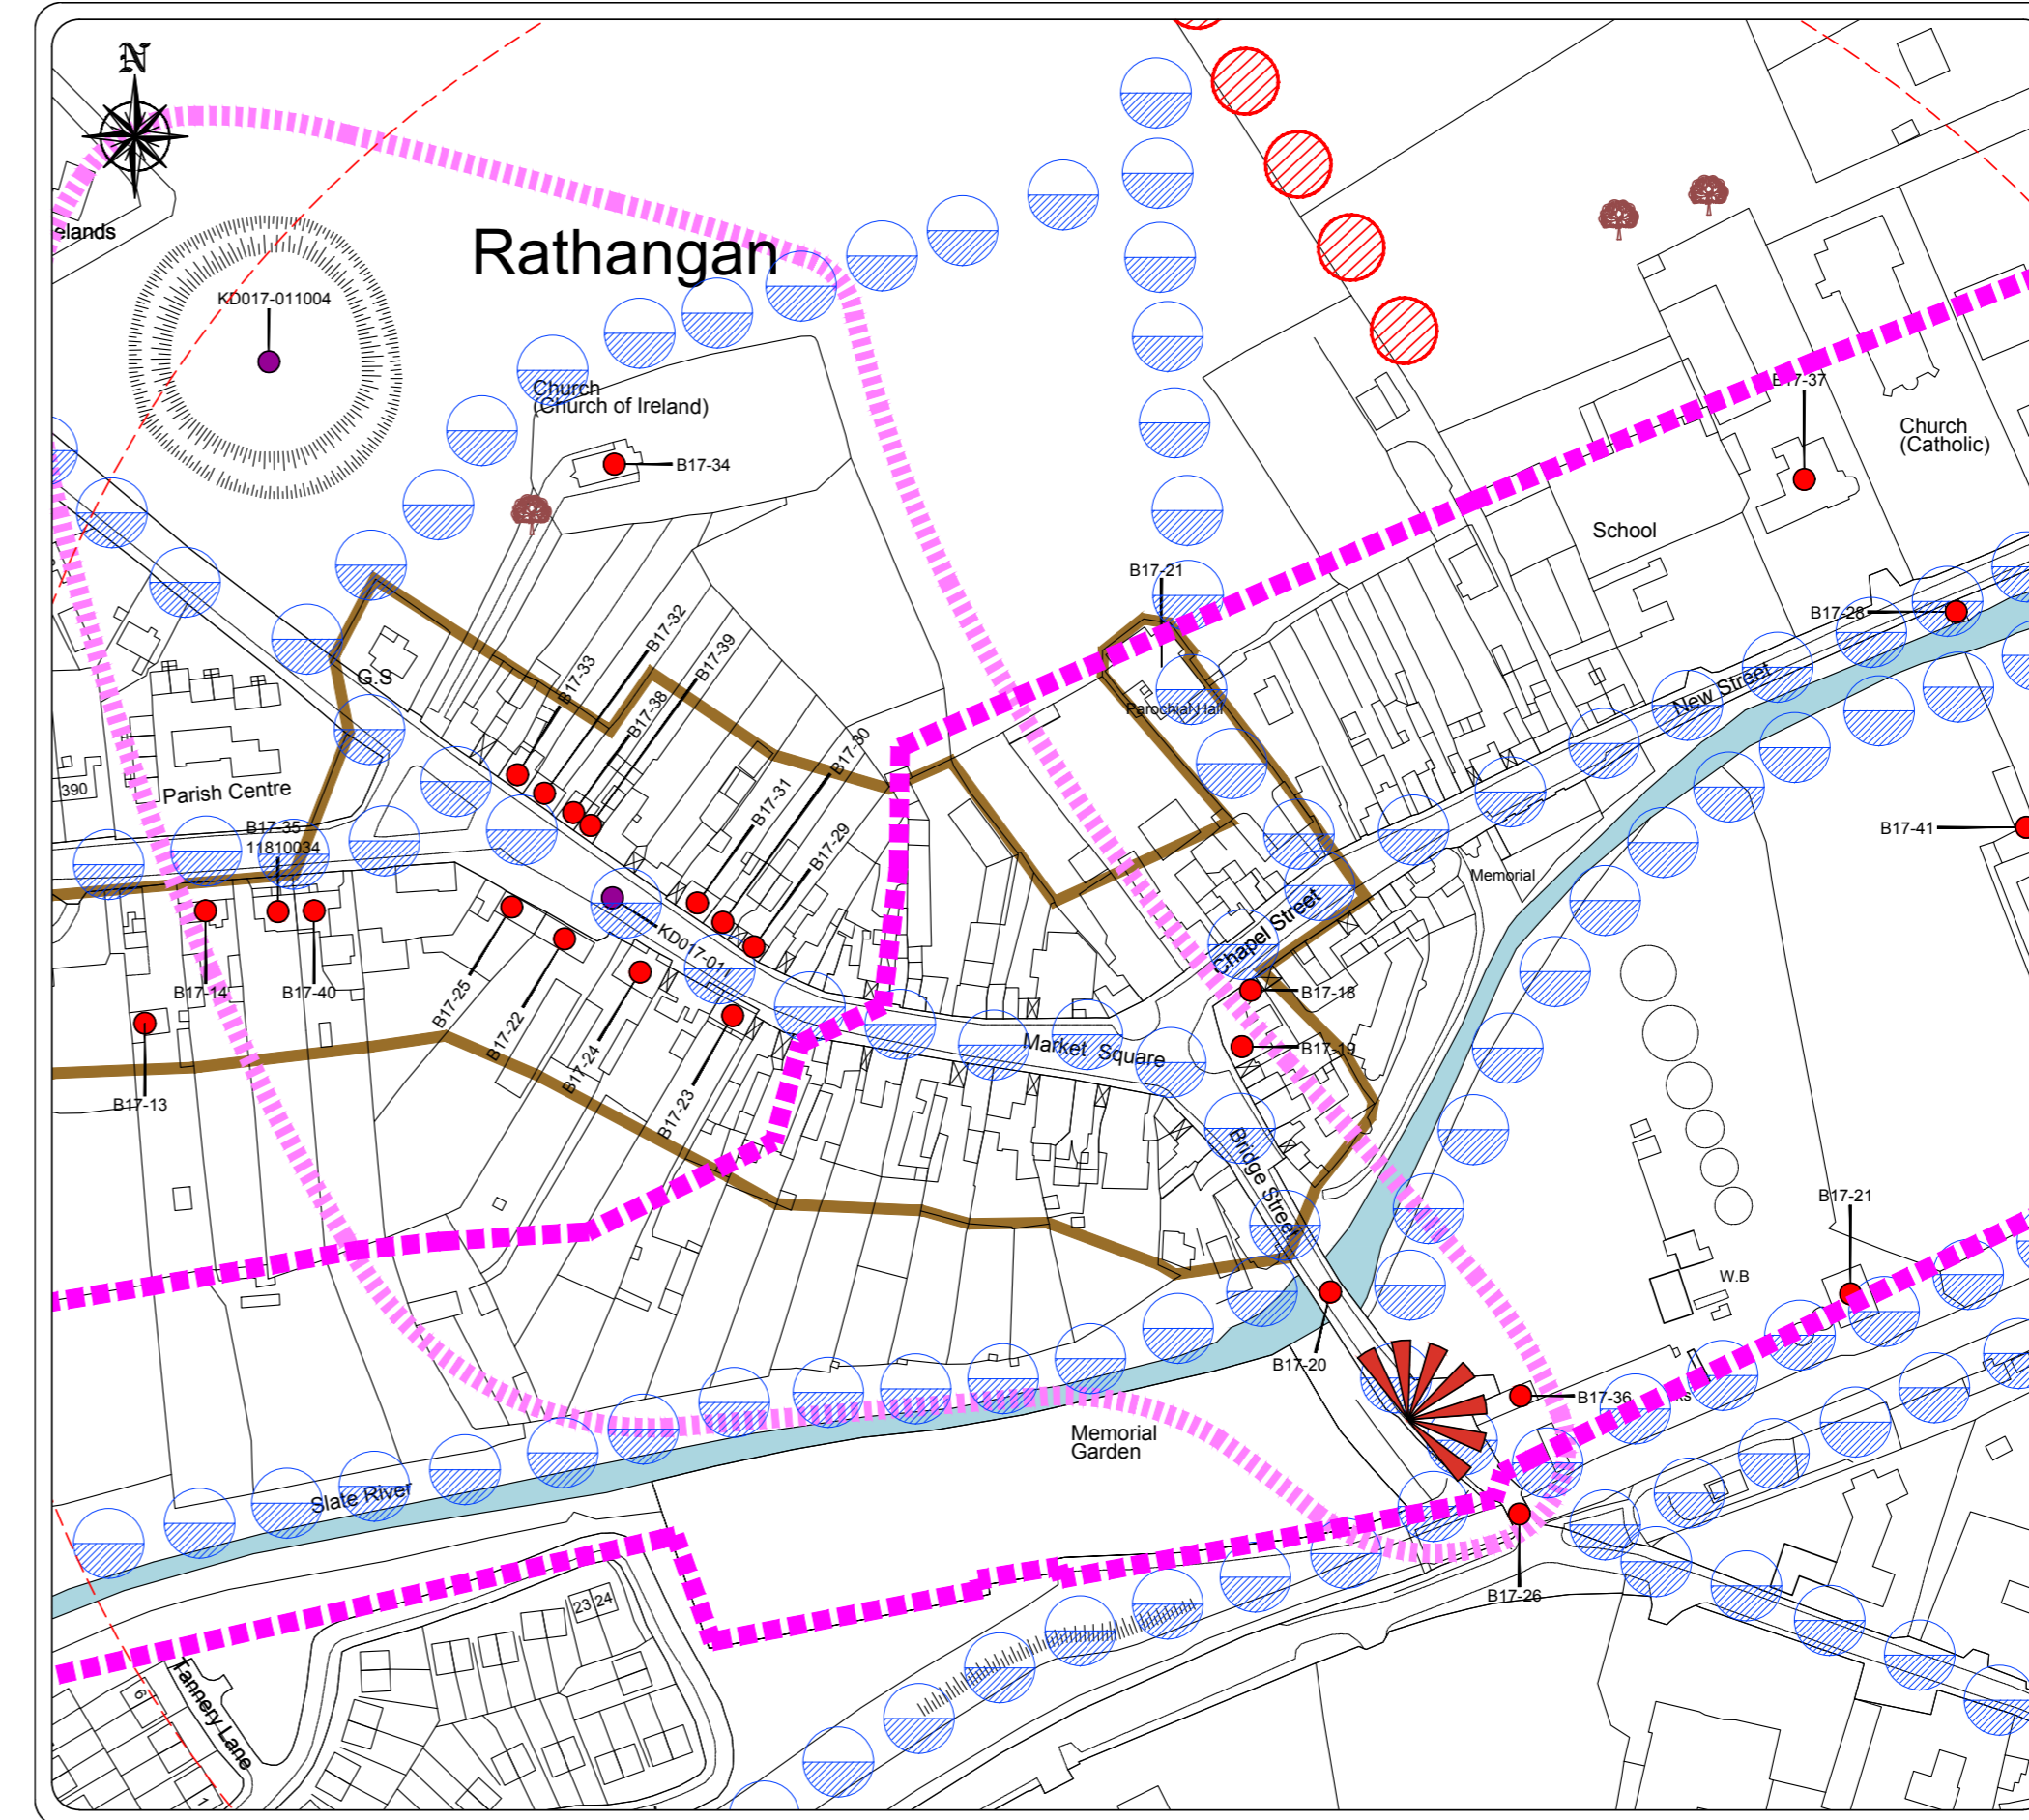 N
elands
Rathangan
KD017-011004
Church
(Church of Ireland)
B17-34
B17-37
Church
(Catholic)
School
B17-21
B17-28
New Street
B17-32
B17-39
B17-33
B17-38
G.S
Parochial Hall
B17-30
B17-31
B17-29
390
Parish Centre
B17-35
11810034
B17-41
Memorial
Chapel Street
KD017-011
B17-14
B17-40
B17-25
B17-22
B17-24
B17-23
B17-18
B17-19
Market Square
B17-13
Bridge Street
B17-21
W.B
B17-20
B17-36
ks
Memorial
Garden
Slate River
B17-26
23
24
Tannery Lane
6
1